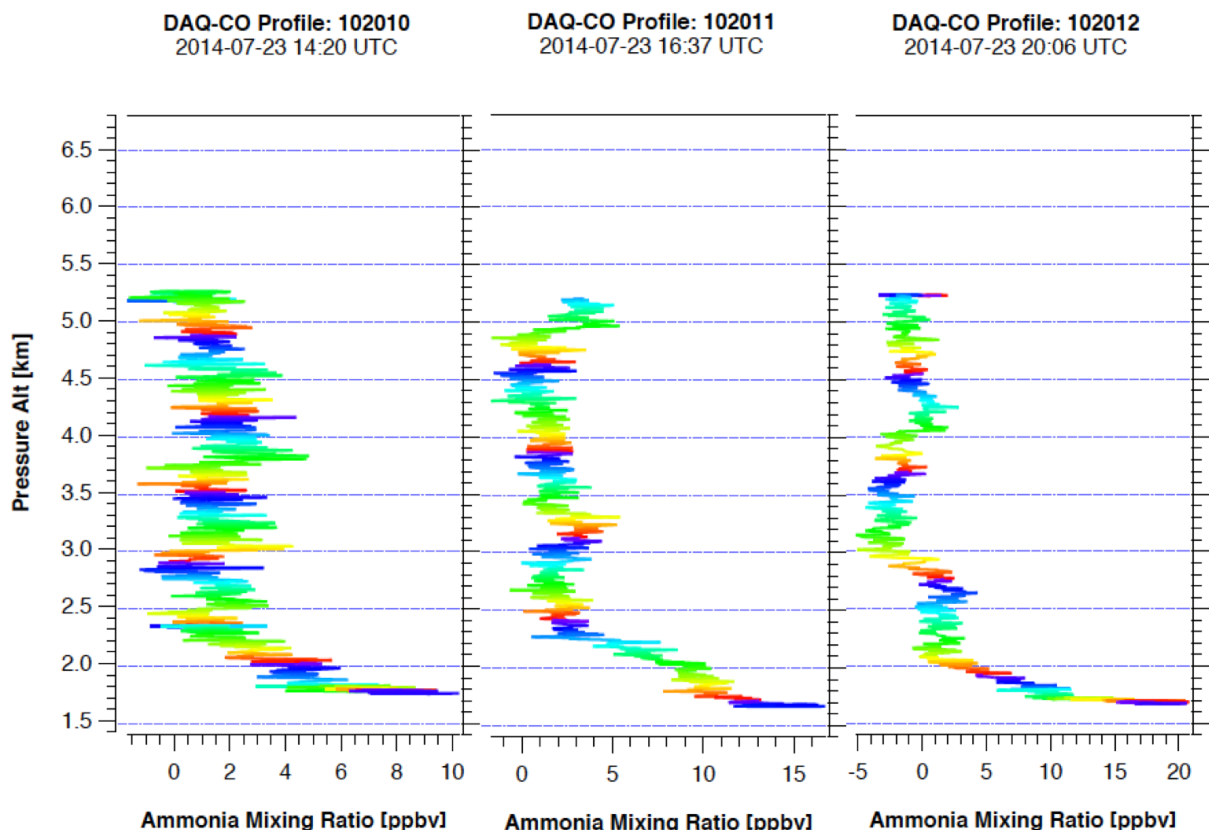 DAQ-CO Profile: 102010
2014-07-23 14:20 UTC
DAQ-CO Profile: 102011
2014-07-23 16:37 UTC
DAQ-CO Profile: 102012
2014-07-23 20:06 UTC
Pressure Alt [km]
6.5
6.0
5.5
5.0
4.5
4.0
3.5
3.0
2.5
2.0
1.5
0 2 4 6 8 10
0 5 10 15
-5 0 5 10 15 20
Ammonia Mixing Ratio [ppbv]
Ammonia Mixing Ratio [ppbv]
Ammonia Mixing Ratio [ppbv]